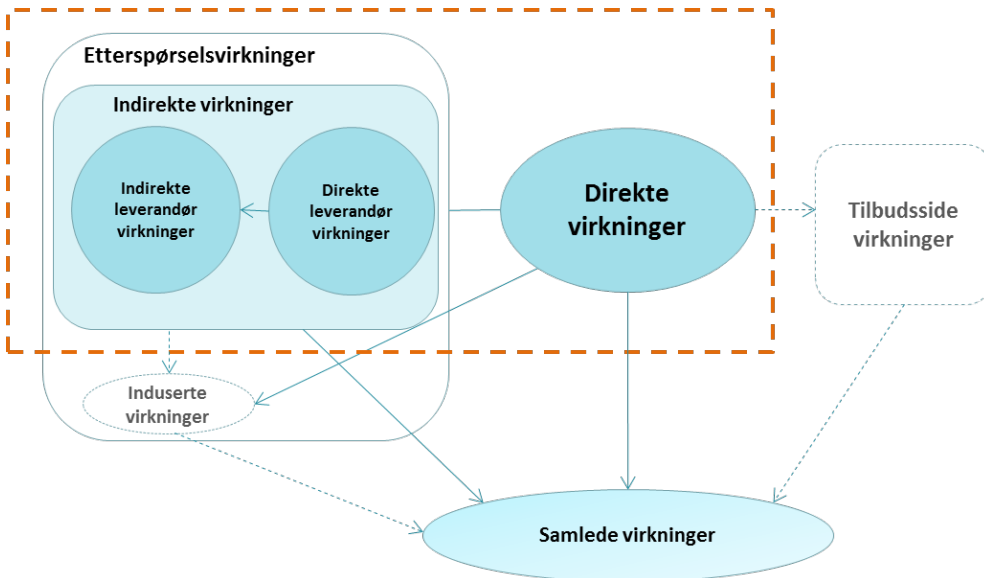 Etterspørselsvirkninger
Indirekte virkninger
Indirekte
leverandør
virkninger
Direkte
leverandør
virkninger
Direkte
virkninger
Tilbudsside
virkninger
Induserte
virkninger
Samlede virkninger